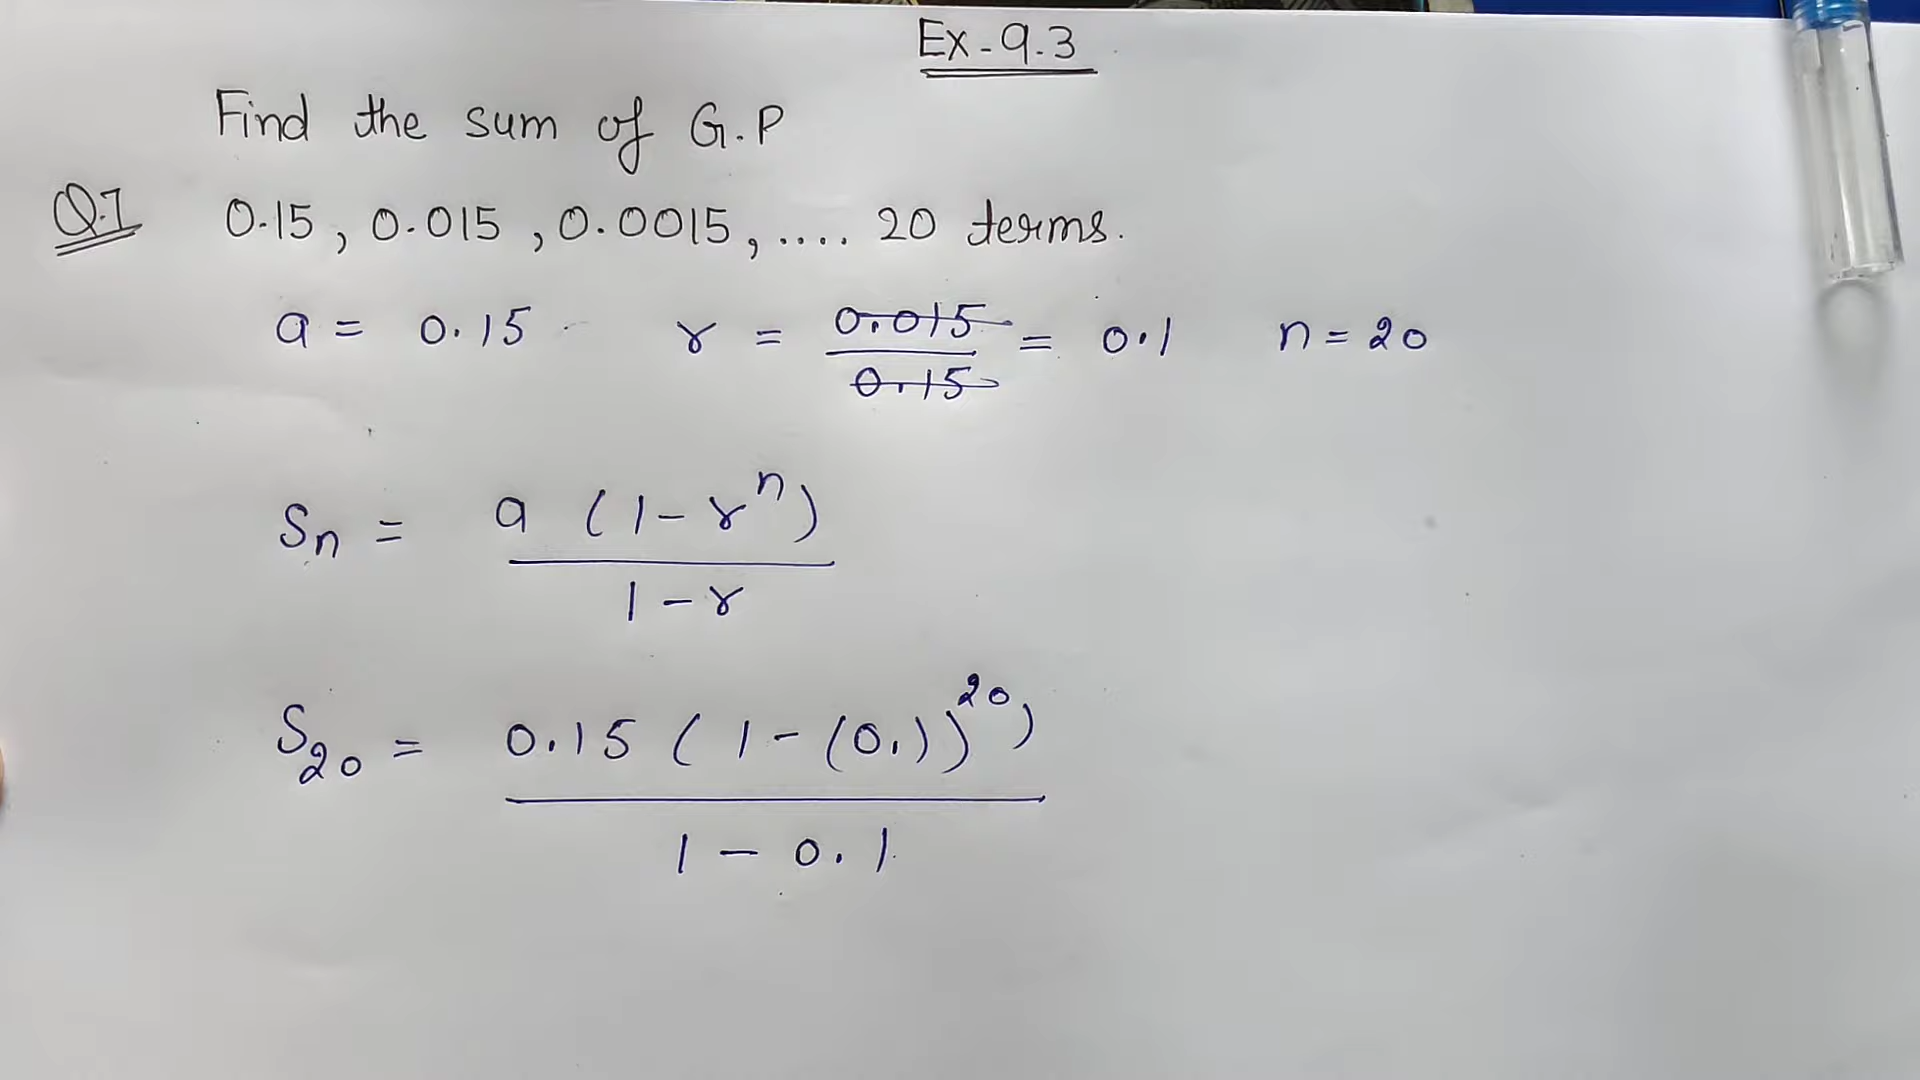 Ex-9.3
Find the sum of G.P
Q.1 0.15, 0.015, 0.0015, .... 20 terms.
a = 0.15 r = 0.015/0.15 = 0.1 n = 20
Sn = a (1 - r^n) / 1 - r
S20 = 0.15 (1 - (0.1)^20) / 1 - 0.1